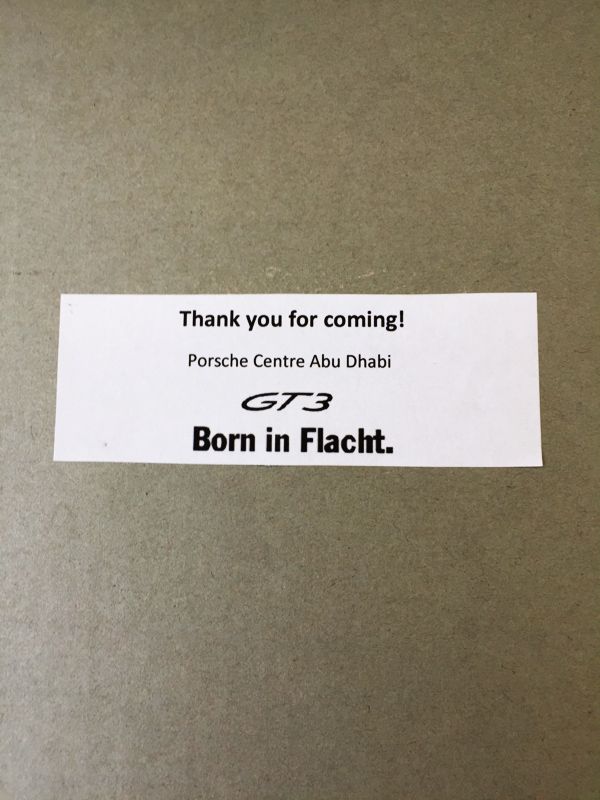 Thank you for coming!
Porsche Centre Abu Dhabi
GT3
Born in Flacht.